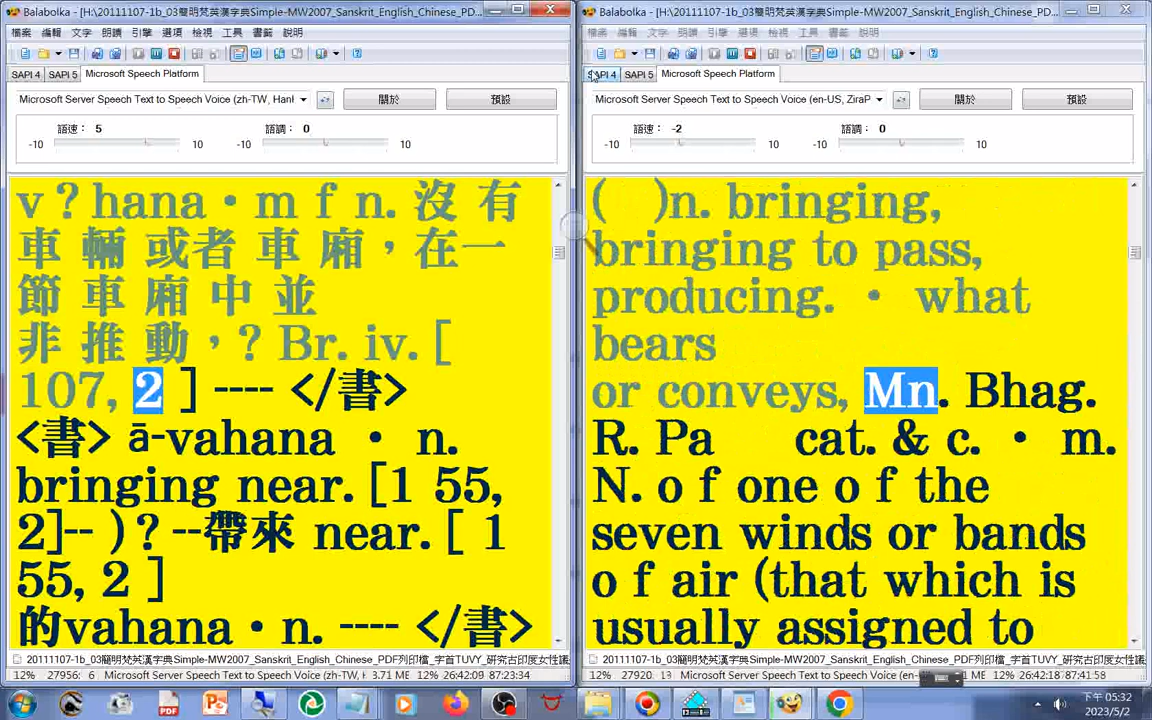 Balabolka - [H:\20111107-1b_03簡明梵英漢字典Simple-MW2007_Sanskrit_English_Chinese_PD...
檔案 編輯 文字 朗讀 引擎 選項 檢視 工具 書籤 說明
SAPI 4 SAPI 5 Microsoft Speech Platform
Microsoft Server Speech Text to Speech Voice (zh-TW, HanH 關於 預設
語速： 5 語調： 0
-10 10 -10 10
v ? hana • m f n. 沒 有
車 輛 或者 車 廂，在一
節 車 廂 中 並
非 推 動，? Br. iv. [
107, 2 ] ---- </書>
<書> ā-vahana • n.
bringing near. [1 55,
2]-- ) ? --帶來 near. [ 1
55, 2 ]
的vahana • n. ---- </書>
20111107-1b_03簡明梵英漢字典Simple-MW2007_Sanskrit_English_Chinese_PDF列印檔_字首TUVY_研究古印度女性議
12% 27956: 6 Microsoft Server Speech Text to Speech Voice (zh-TW, H 3.71 ME 12% 26:42:09 87:23:34
Balabolka - [H:\20111107-1b_03簡明梵英漢字典Simple-MW2007_Sanskrit_English_Chinese_PD...
檔案 編輯 文字 朗讀 引擎 選項 檢視 工具 書籤 說明
SAPI 4 SAPI 5 Microsoft Speech Platform
Microsoft Server Speech Text to Speech Voice (en-US, ZiraP 關於 預設
語速： -2 語調： 0
-10 10 -10 10
( )n. bringing,
bringing to pass,
producing. • what
bears
or conveys, Mn. Bhag.
R. Pa cat. & c. • m.
N. o f one o f the
seven winds or bands
o f air (that which is
usually assigned to
20111107-1b_03簡明梵英漢字典Simple-MW2007_Sanskrit_English_Chinese_PDF列印檔_字首TUVY_研究古印度女性議
12% 27920 13 Microsoft Server Speech Text to Speech Voice ME 12% 26:42:18 87:41:58
下午 05:32
2023/5/2